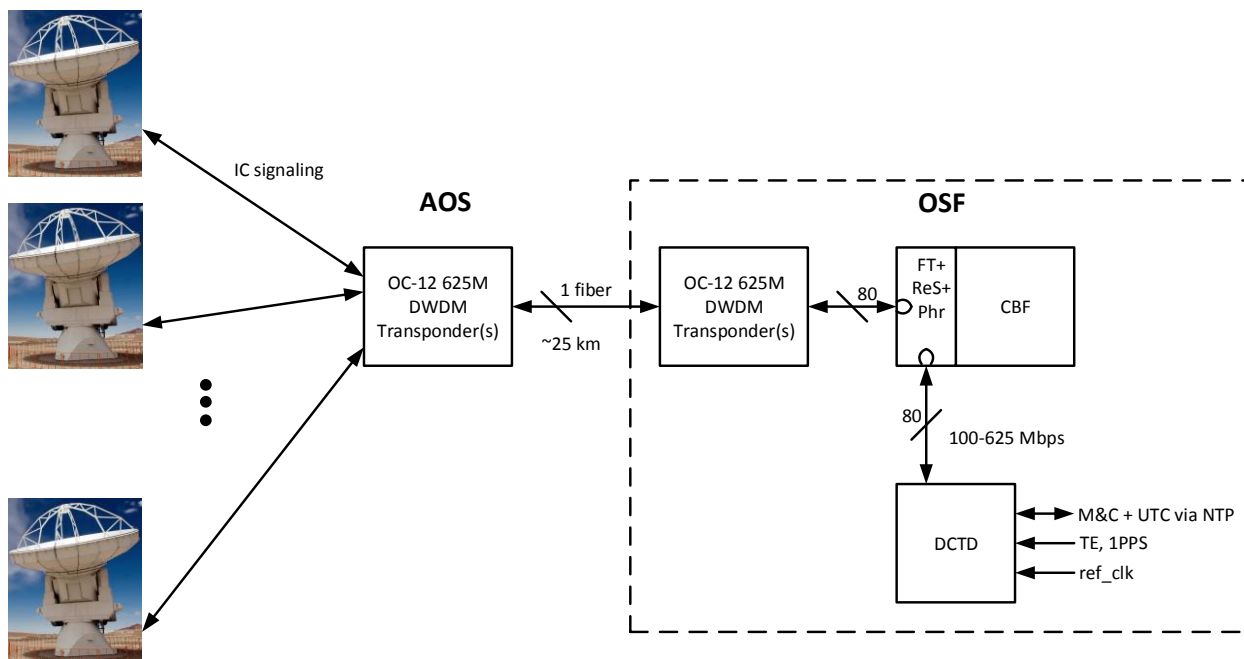 IC signaling
AOS
OC-12 625M
DWDM
Transponder(s)
1 fiber
~25 km
OSF
OC-12 625M
DWDM
Transponder(s)
80
FT+
ReS+
Phr
CBF
80
100-625 Mbps
DCTD
M&C + UTC via NTP
TE, 1PPS
ref_clk